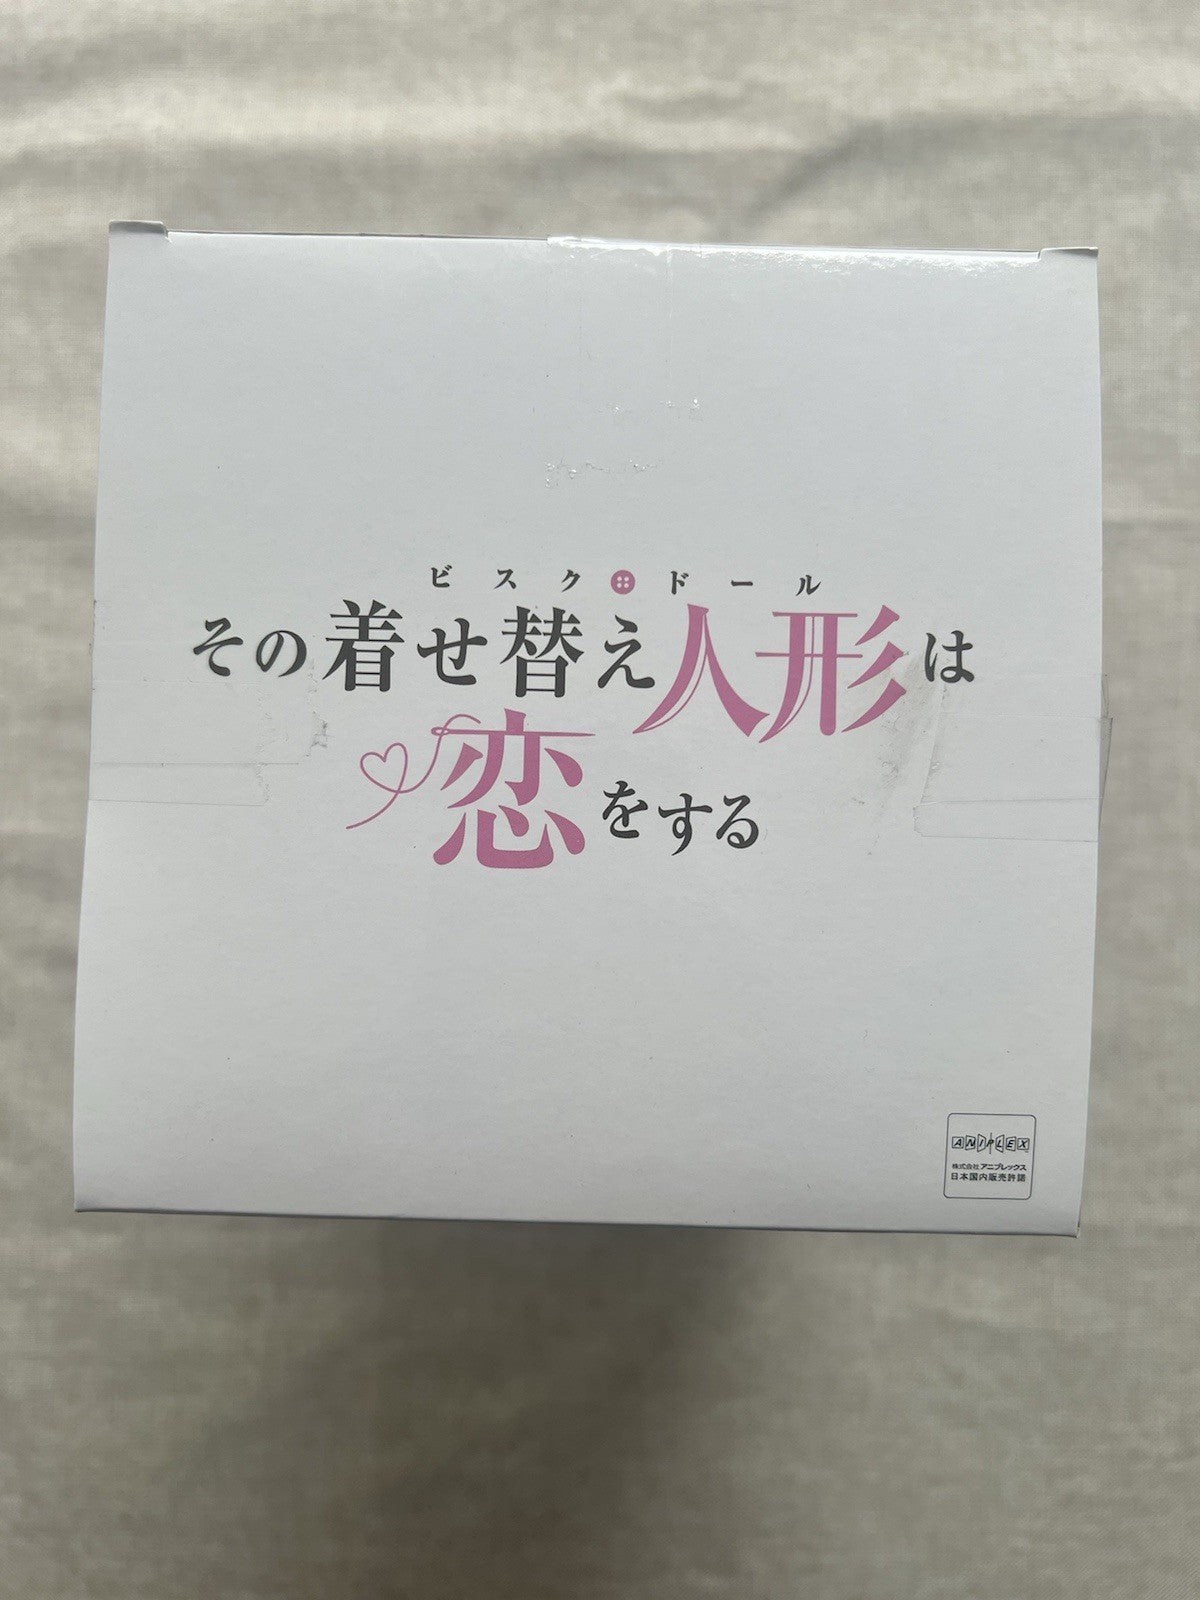 ビスク・ドール
その着せ替え人形は
恋をする
ANIPLEX
株式会社アニプレックス
日本国内販売許諾